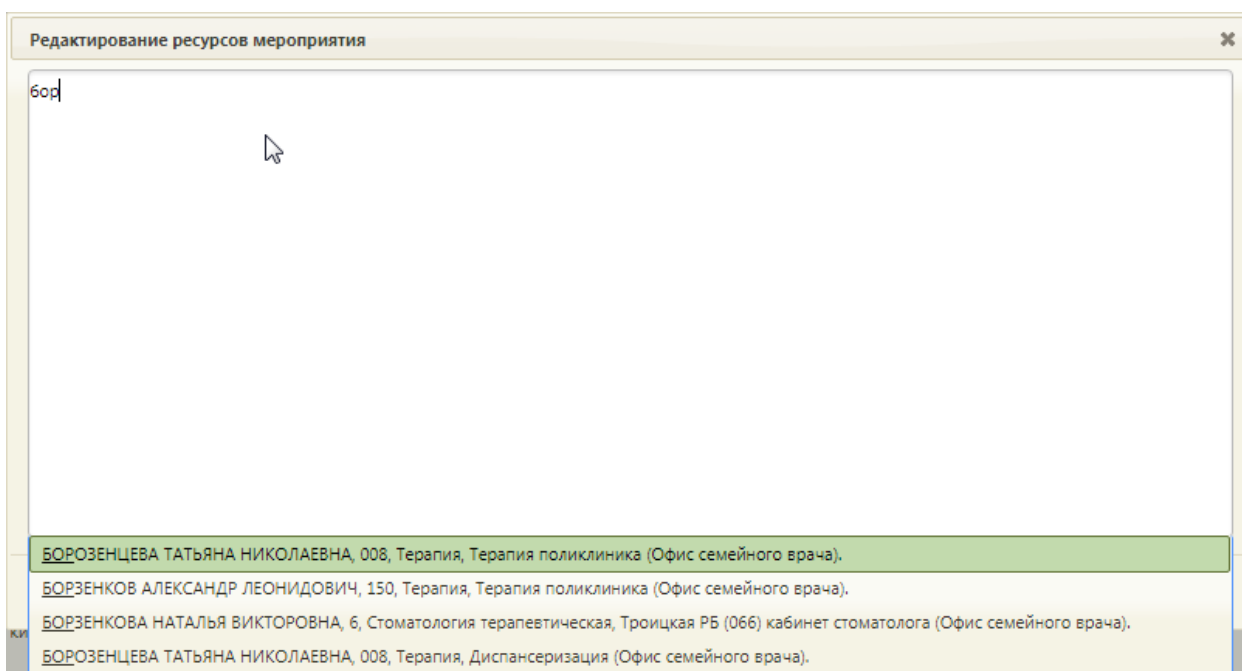 Редактирование ресурсов мероприятия
бор
БОРОЗЕНЦЕВА ТАТЬЯНА НИКОЛАЕВНА, 008, Терапия, Терапия поликлиника (Офис семейного врача).
БОРЗЕНКОВ АЛЕКСАНДР ЛЕОНИДОВИЧ, 150, Терапия, Терапия поликлиника (Офис семейного врача).
БОРЗЕНКОВА НАТАЛЬЯ ВИКТОРОВНА, 6, Стоматология терапевтическая, Троицкая РБ (066) кабинет стоматолога (Офис семейного врача).
БОРОЗЕНЦЕВА ТАТЬЯНА НИКОЛАЕВНА, 008, Терапия, Диспансеризация (Офис семейного врача).